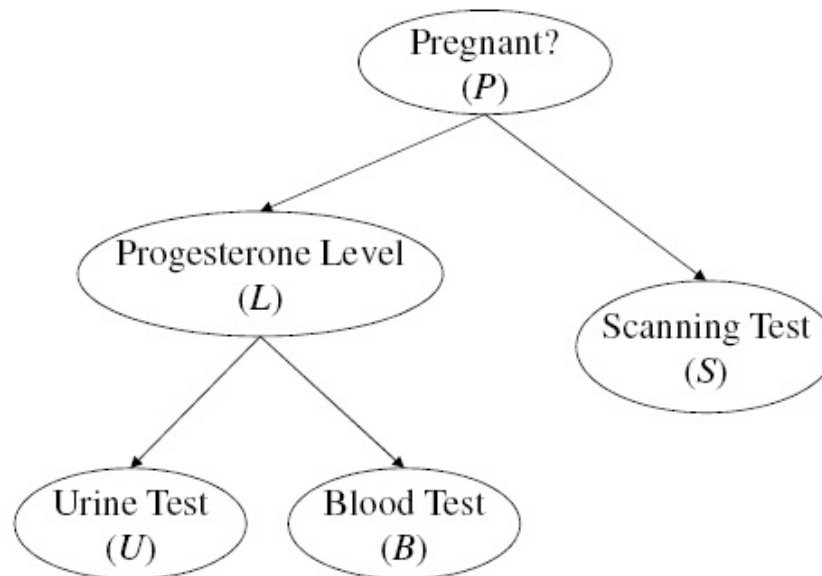 Pregnant?
(P)
Progesterone Level
(L)
Scanning Test
(S)
Urine Test
(U)
Blood Test
(B)